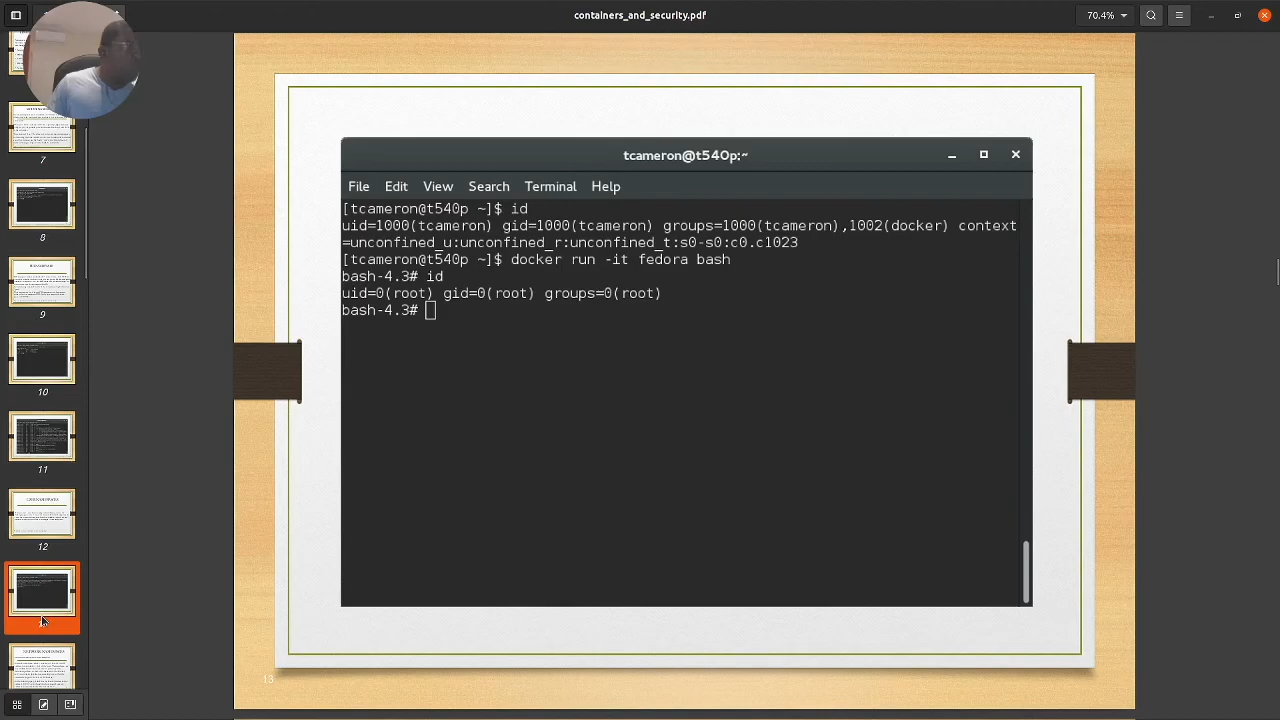 containers_and_security.pdf
70.4%
7
8
9
10
11
12
13
tcameron@t540p:~
File Edit View Search Terminal Help
[tcameron@t540p ~]$ id
uid=1000(tcameron) gid=1000(tcameron) groups=1000(tcameron),1002(docker) context
=unconfined_u:unconfined_r:unconfined_t:s0-s0:c0.c1023
[tcameron@t540p ~]$ docker run -it fedora bash
bash-4.3# id
uid=0(root) gid=0(root) groups=0(root)
bash-4.3#